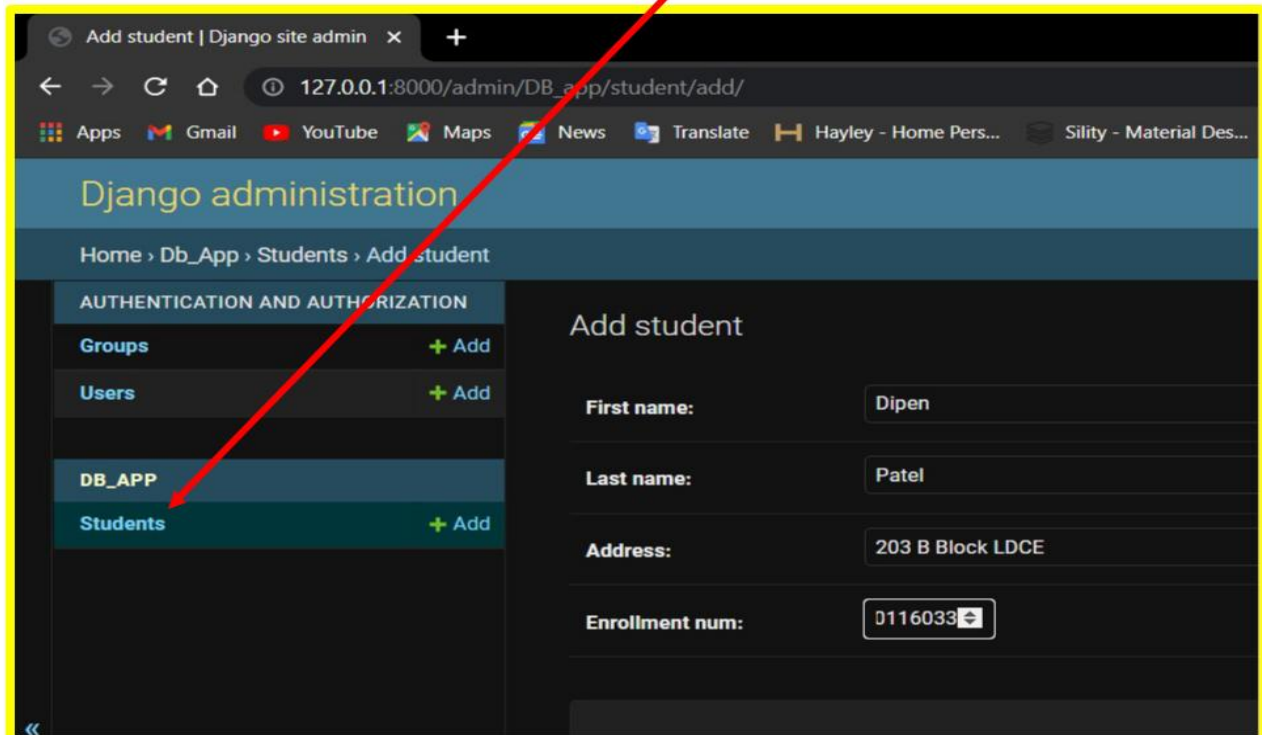 Add student | Django site admin
127.0.0.1:8000/admin/DB_app/student/add/
Apps Gmail YouTube Maps News Translate Hayley - Home Pers... Sility - Material Des...
Django administration
Home › Db_App › Students › Add student
AUTHENTICATION AND AUTHORIZATION
Groups + Add
Users + Add
DB_APP
Students + Add
Add student
First name: Dipen
Last name: Patel
Address: 203 B Block LDCE
Enrollment num: 0116033
«